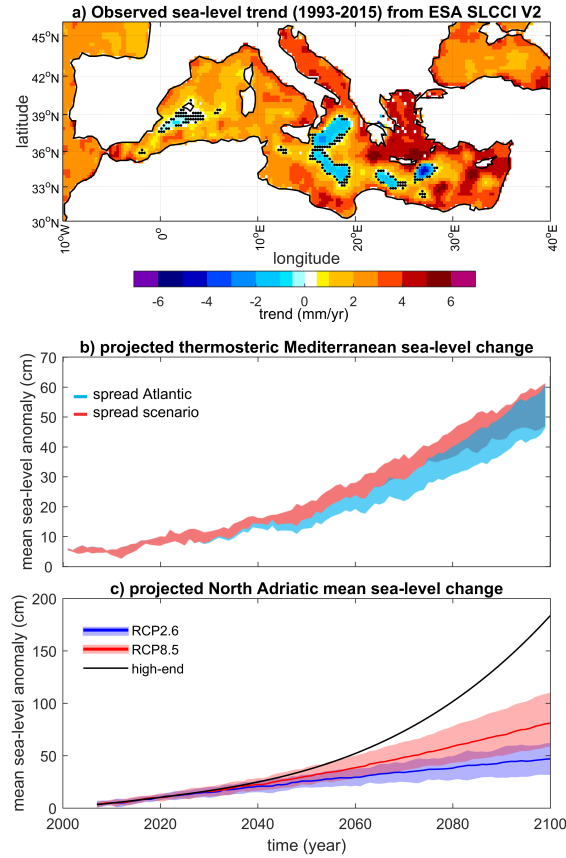 a) Observed sea-level trend (1993-2015) from ESA SLCCI V2
45°N
42°N
39°N
36°N
33°N
30°N
latitude
10°W
0°
10°E
20°E
30°E
40°E
longitude
-6
-4
-2
0
2
4
6
trend (mm/yr)
b) projected thermosteric Mediterranean sea-level change
mean sea-level anomaly (cm)
70
60
50
40
30
20
10
0
spread Atlantic
spread scenario
c) projected North Adriatic mean sea-level change
mean sea-level anomaly (cm)
200
150
100
50
0
RCP2.6
RCP8.5
high-end
2000
2020
2040
2060
2080
2100
time (year)